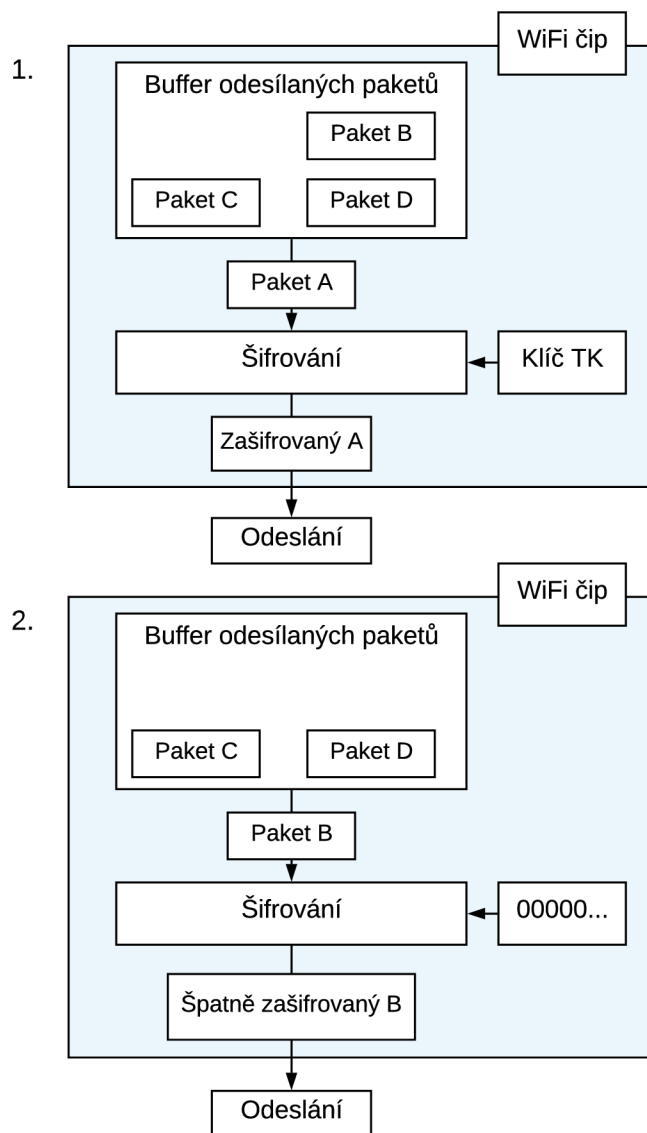 WiFi čip
1.
Buffer odesílaných paketů
Paket B
Paket C
Paket D
Paket A
Šifrování
Klíč TK
Zašifrovaný A
Odeslání
WiFi čip
2.
Buffer odesílaných paketů
Paket C
Paket D
Paket B
Šifrování
00000...
Špatně zašifrovaný B
Odeslání